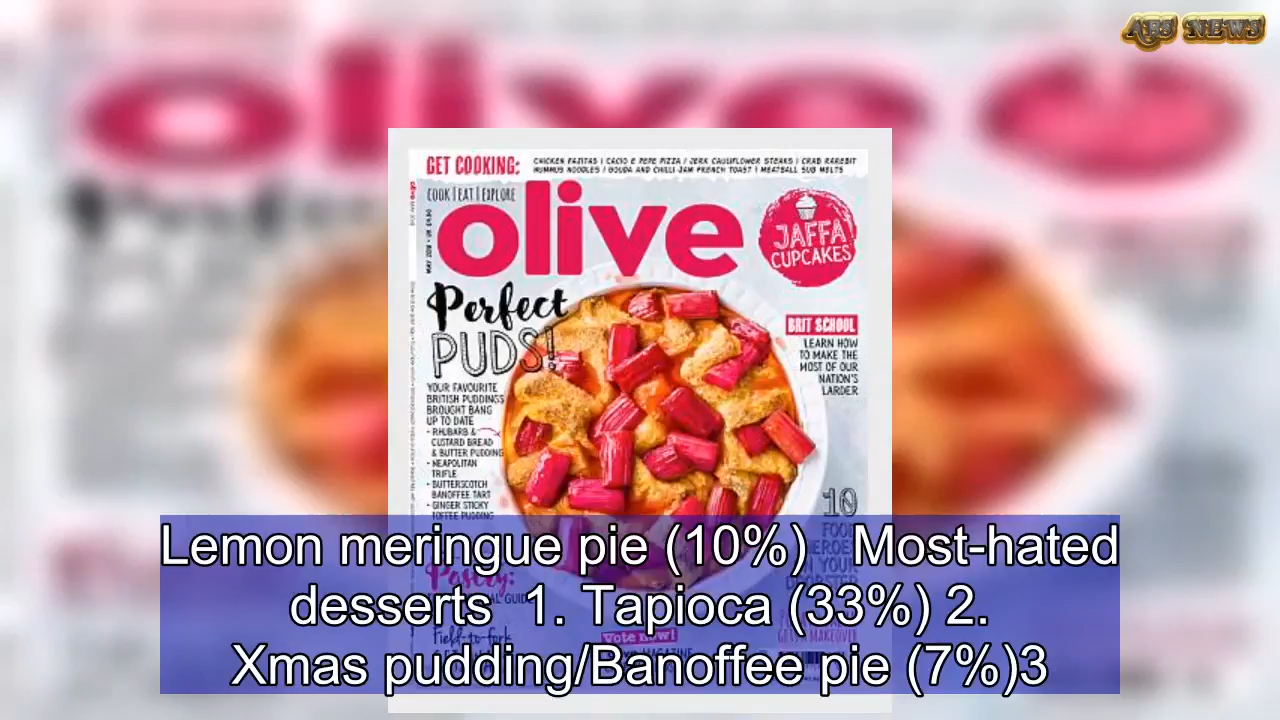 ABS NEWS
GET COOKING:
CHICKEN FAJITAS | CACIO E PEPE PIZZA / JERK CAULIFLOWER STEAKS | CRAB RAREBIT
HUMMUS NOODLES / GOUDA AND CHILLI JAM FRENCH TOAST | MEATBALL SUB MELTS
COOK | EAT | EXPLORE
olive
JAFFA
CUPCAKES
Perfect
PUDS!
BRIT SCHOOL
LEARN HOW
TO MAKE THE
MOST OF OUR
NATION'S
LARDER
YOUR FAVOURITE
BRITISH PUDDINGS
BROUGHT BANG
UP TO DATE
• RHUBARB &
CUSTARD BREAD
& BUTTER PUDDING
• NEAPOLITAN
TRIFLE
• BUTTERSCOTCH
BANOFFEE TART
• GINGER STICKY
TOFFEE PUDDING
10
Lemon meringue pie (10%)   Most-hated
desserts  1. Tapioca (33%) 2.
Xmas pudding/Banoffee pie (7%)3
Vote now!